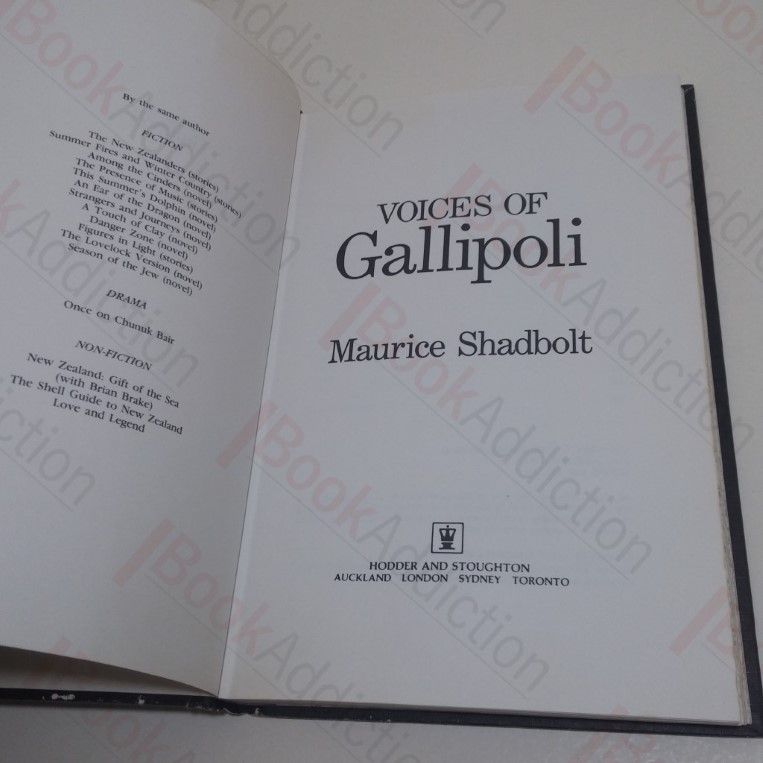 By the same author
FICTION
The New Zealanders (stories)
Summer Fires and Winter Country (stories)
Among the Cinders (novel)
The Presence of Music (stories)
This Summer's Dolphin (novel)
An Ear of the Dragon (novel)
Strangers and Journeys (novel)
A Touch of Clay (novel)
Danger Zone (novel)
Figures in Light (stories)
The Lovelock Version (novel)
Season of the Jew (novel)
DRAMA
Once on Chunuk Bair
NON-FICTION
New Zealand: Gift of the Sea
(with Brian Brake)
The Shell Guide to New Zealand
Love and Legend
VOICES OF
Gallipoli
Maurice Shadbolt
HODDER AND STOUGHTON
AUCKLAND LONDON SYDNEY TORONTO
BookAddiction